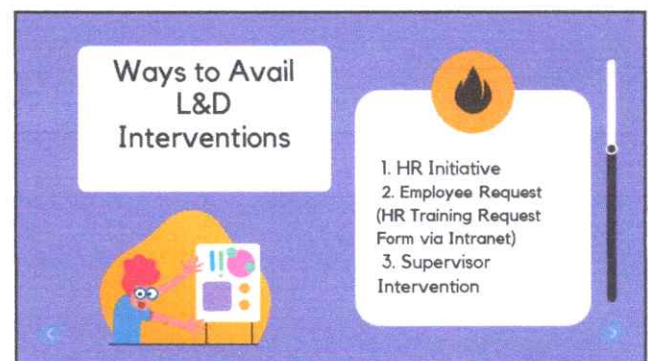 Ways to Avail
L&D
Interventions
1. HR Initiative
2. Employee Request
(HR Training Request
Form via Intranet)
3. Supervisor
Intervention